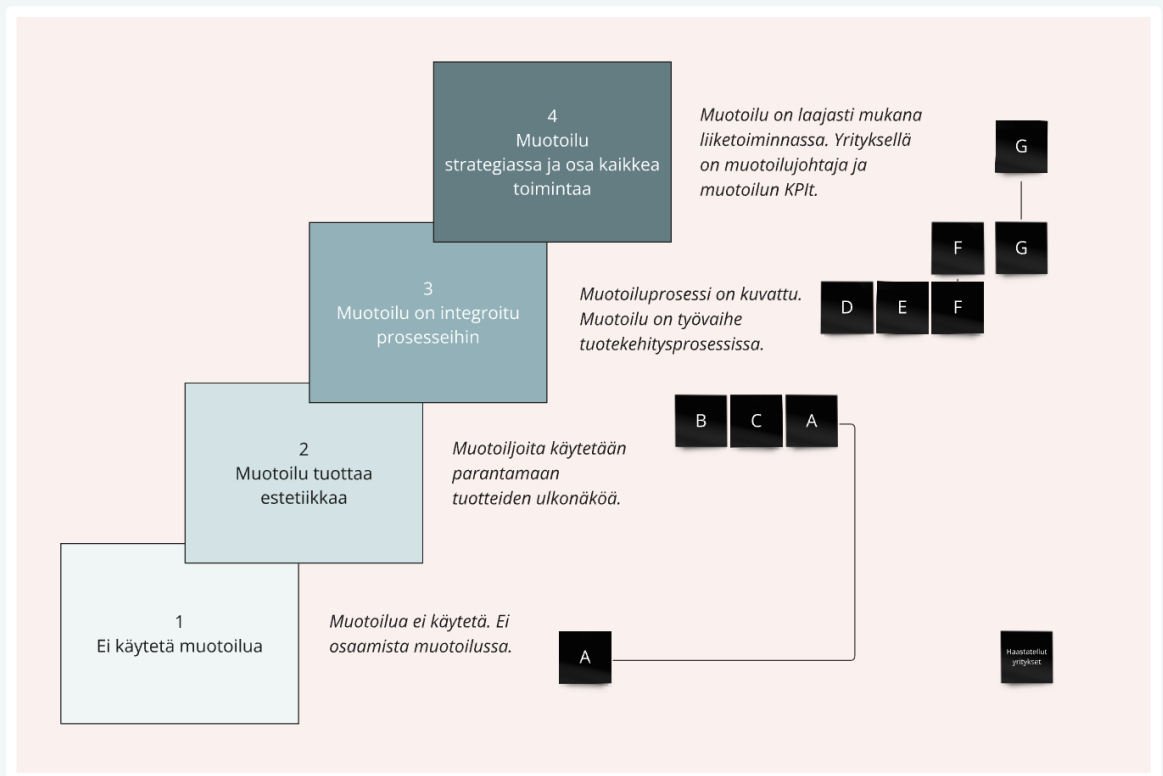 4
Muotoilu
strategiassa ja osa kaikkea
toimintaa
Muotoilu on laajasti mukana
liiketoiminnassa. Yrityksellä
on muotoilujohtaja ja
muotoilun KPIt.
G
F
G
3
Muotoilu on integroitu
prosesseihin
Muotoiluprosessi on kuvattu.
Muotoilu on työvaihe
tuotekehitysprosessissa.
D
E
F
2
Muotoilu tuottaa
estetiikkaa
Muotoiljoita käytetään
parantamaan
tuotteiden ulkonäköä.
B
C
A
1
Ei käytetä muotoilua
Muotoilua ei käytetä. Ei
osaamista muotoilussa.
A
Haastatellut
yritykset